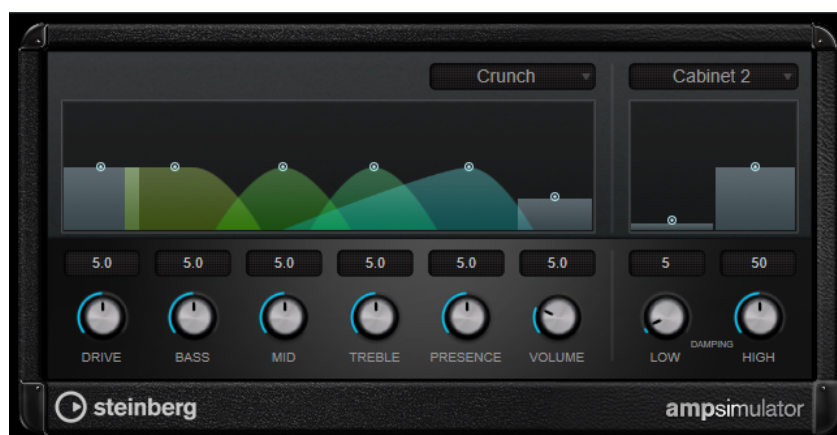 Crunch Cabinet 2
5.0 5.0 5.0 5.0 5.0 5.0 5 50
DAMPING
DRIVE BASS MID TREBLE PRESENCE VOLUME LOW HIGH
steinberg ampsimulator